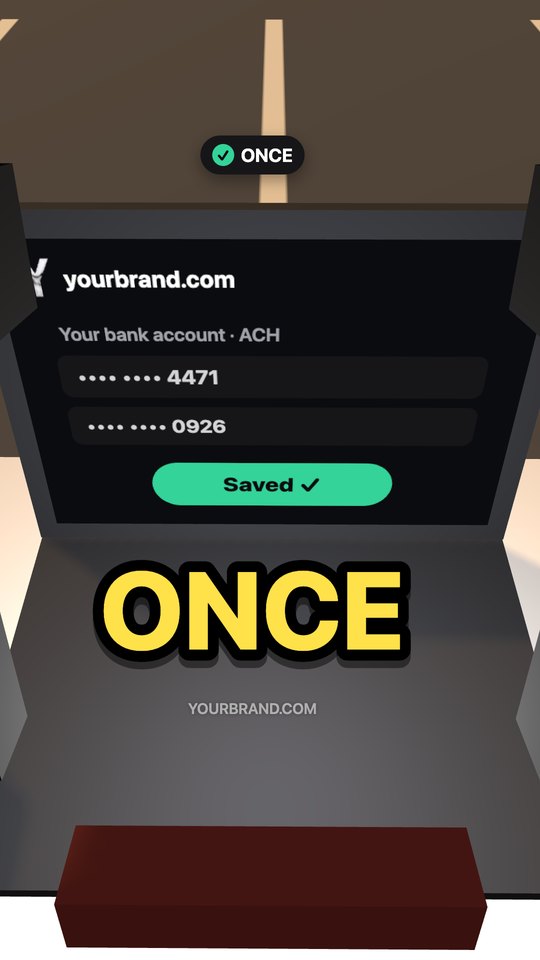 ONCE
yourbrand.com
Your bank account · ACH
•••• •••• 4471
•••• •••• 0926
Saved ✓
ONCE
YOURBRAND.COM